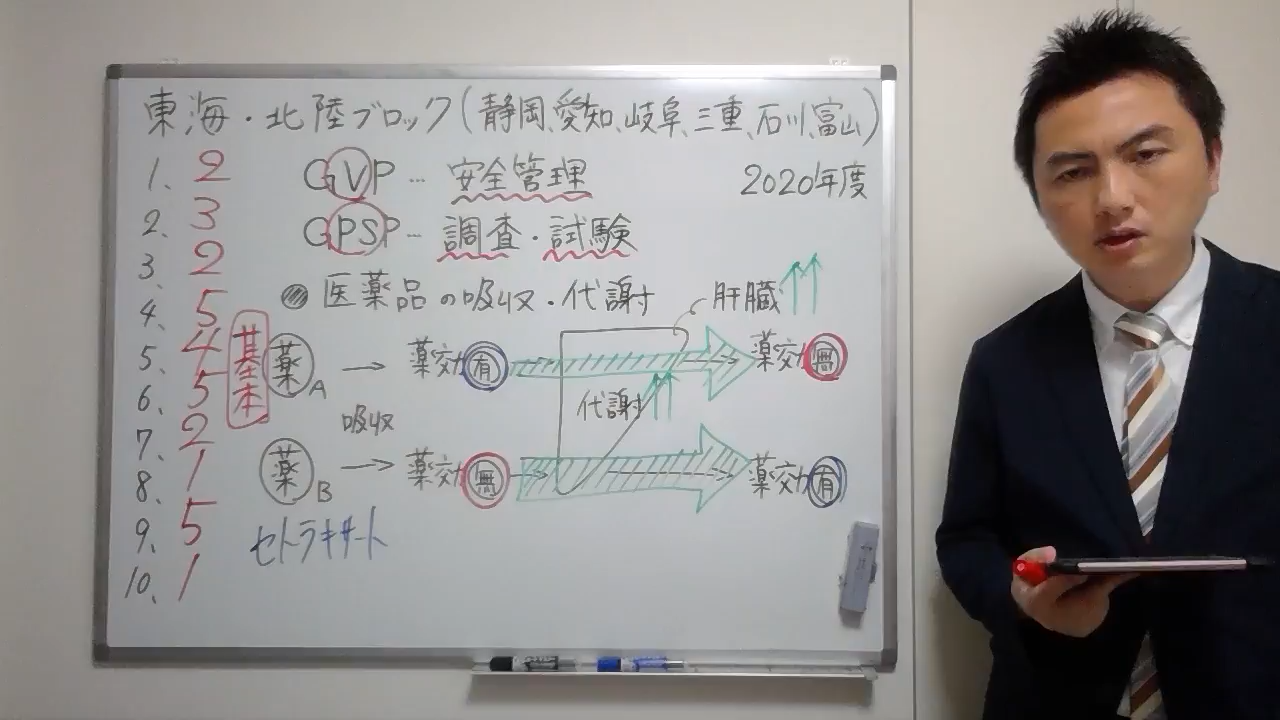 東海・北陸ブロック(静岡、愛知、岐阜、三重、石川、富山)
2020年度
1、2
2、3
3、2
4、5
5、4
6、5
7、2
8、1
9、5
10、1
GVP…安全管理
GPSP…調査・試験
医薬品の吸収・代謝
肝臓
基本
薬A → 薬効有 → 薬効無
吸収
代謝
薬B → 薬効無 → 薬効有
セトラキサート